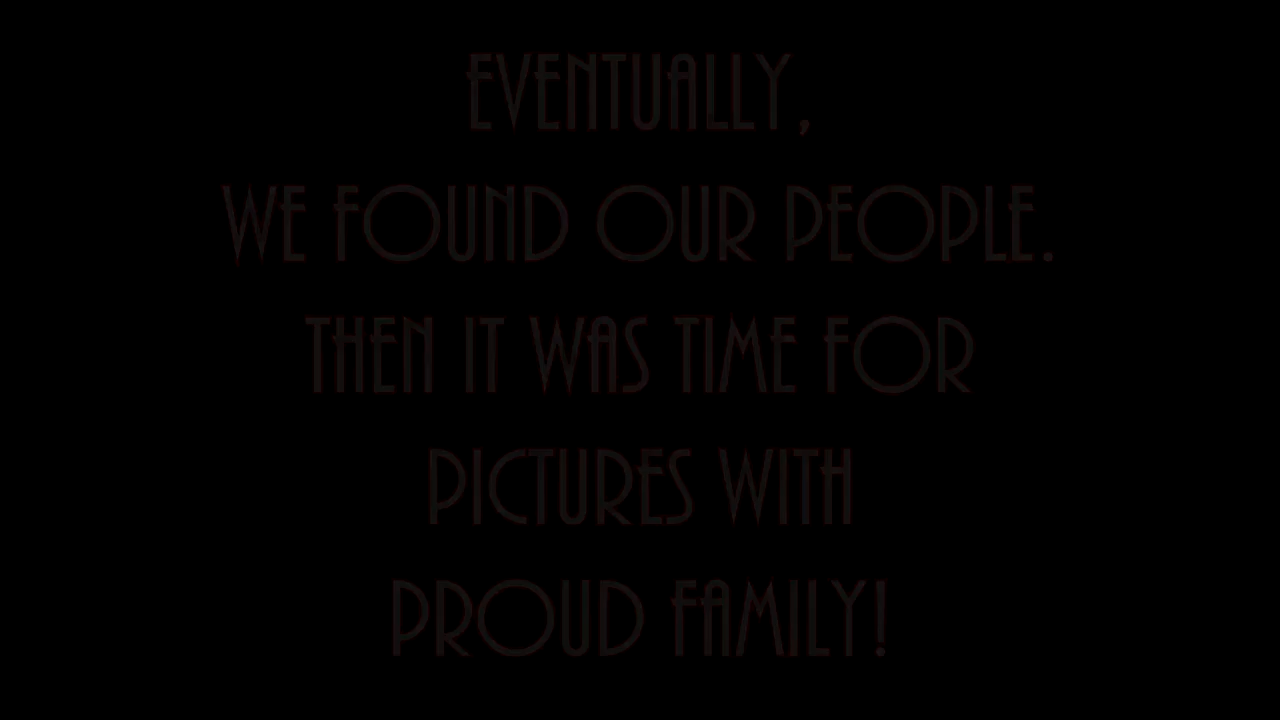 EVENTUALLY,
WE FOUND OUR PEOPLE.
THEN IT WAS TIME FOR
PICTURES WITH
PROUD FAMILY!